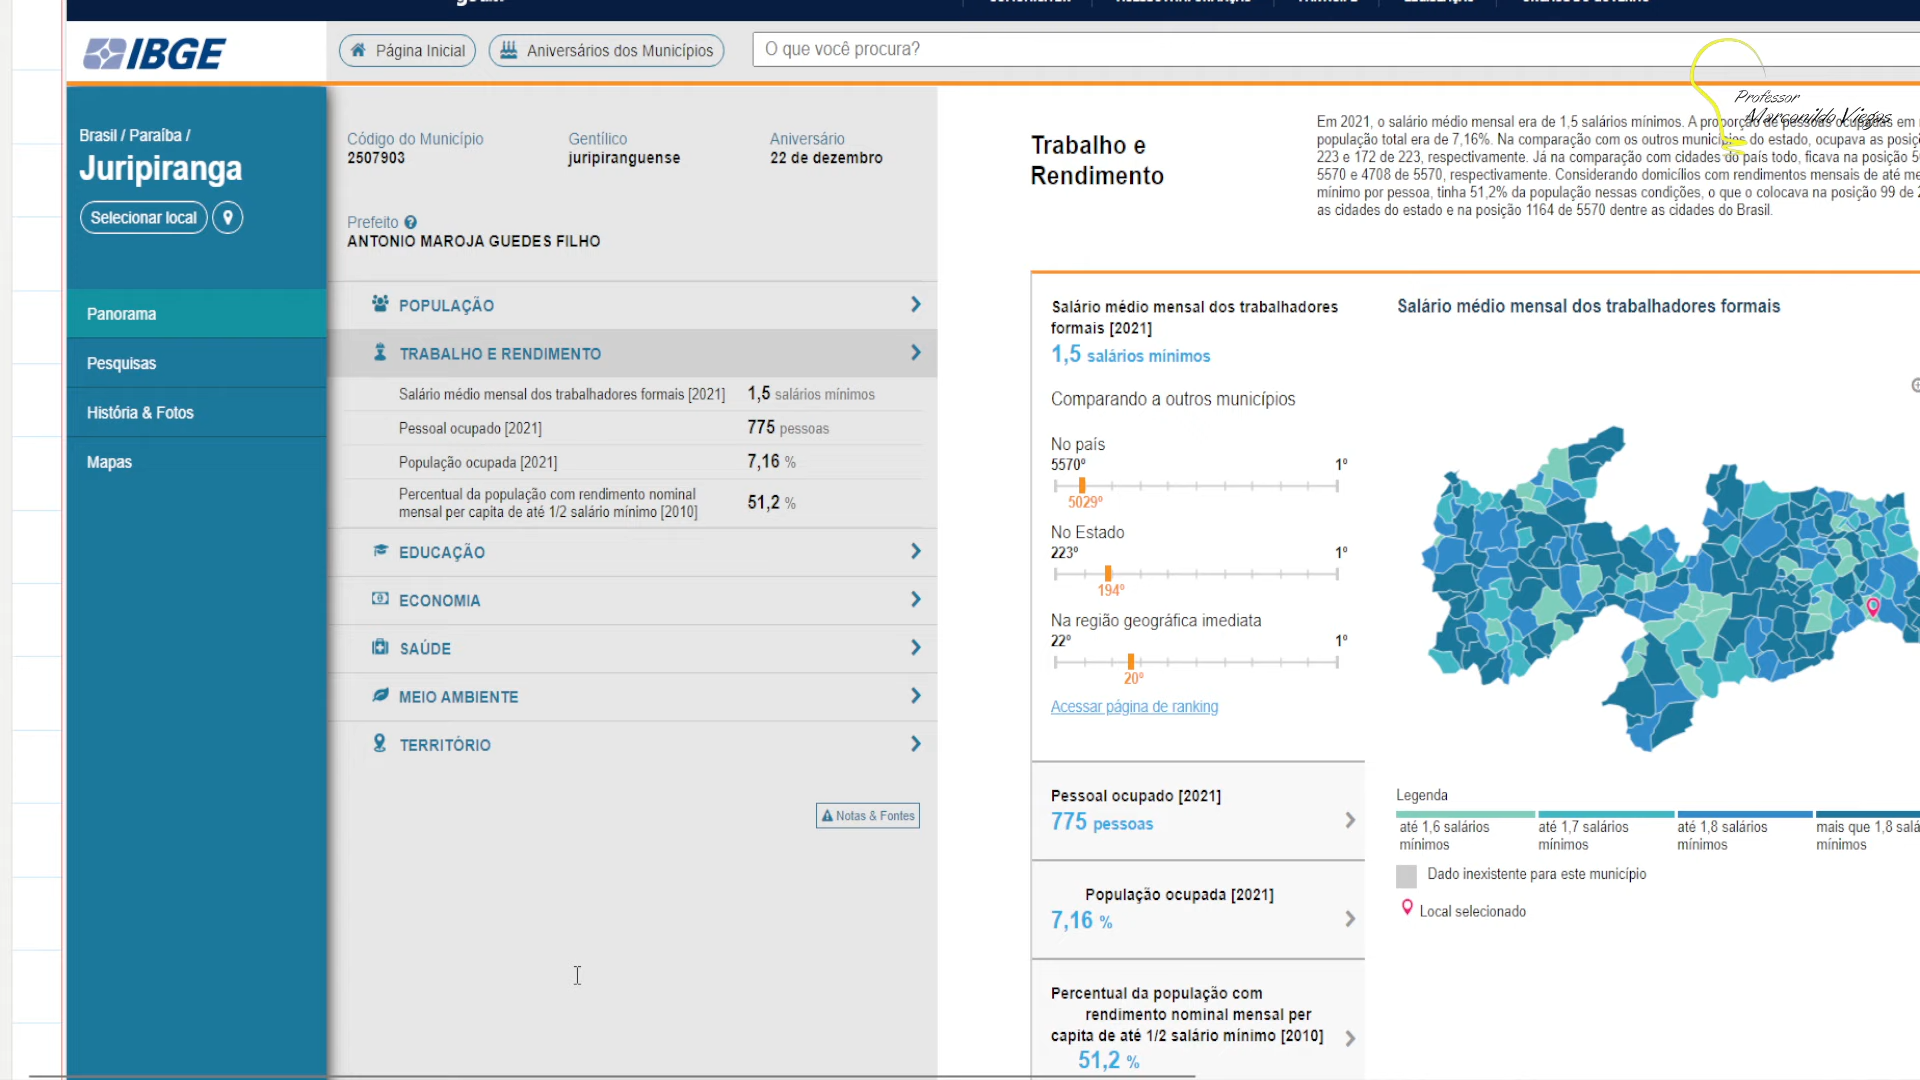 IBGE
Página Inicial
Aniversários dos Municípios
O que você procura?
Professor
Marconildo Viegas
Brasil / Paraíba /
Juripiranga
Selecionar local
Panorama
Pesquisas
História & Fotos
Mapas
Código do Município
2507903
Gentílico
juripiranguense
Aniversário
22 de dezembro
Prefeito
ANTONIO MAROJA GUEDES FILHO
POPULAÇÃO
TRABALHO E RENDIMENTO
Salário médio mensal dos trabalhadores formais [2021] 1,5 salários mínimos
Pessoal ocupado [2021] 775 pessoas
População ocupada [2021] 7,16 %
Percentual da população com rendimento nominal
mensal per capita de até 1/2 salário mínimo [2010] 51,2 %
EDUCAÇÃO
ECONOMIA
SAÚDE
MEIO AMBIENTE
TERRITÓRIO
Notas & Fontes
Trabalho e
Rendimento
Em 2021, o salário médio mensal era de 1,5 salários mínimos. A proporção de pessoas ocupadas em
população total era de 7,16%. Na comparação com os outros municípios do estado, ocupava as
223 e 172 de 223, respectivamente. Já na comparação com cidades do país todo, ficava na posição
5570 e 4708 de 5570, respectivamente. Considerando domicílios com rendimentos mensais de até
mínimo por pessoa, tinha 51,2% da população nessas condições, o que o colocava na posição 99 de
as cidades do estado e na posição 1164 de 5570 dentre as cidades do Brasil.
Salário médio mensal dos trabalhadores
formais [2021]
1,5 salários mínimos
Comparando a outros municípios
No país
5570º 1º
5029º
No Estado
223º 1º
194º
Na região geográfica imediata
22º 1º
20º
Acessar página de ranking
Pessoal ocupado [2021]
775 pessoas
População ocupada [2021]
7,16 %
Percentual da população com
rendimento nominal mensal per
capita de até 1/2 salário mínimo [2010]
51,2 %
Salário médio mensal dos trabalhadores formais
Legenda
até 1,6 salários
mínimos
até 1,7 salários
mínimos
até 1,8 salários
mínimos
mais que 1,8
mínimos
Dado inexistente para este município
Local selecionado